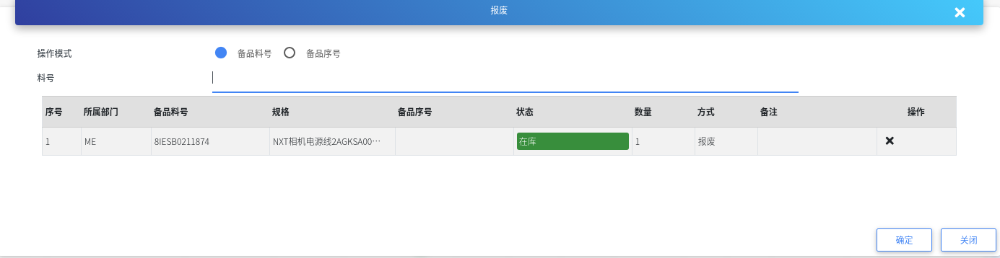 报废
操作模式 备品料号 备品序号
料号
序号 所属部门 备品料号 规格 备品序号 状态 数量 方式 备注 操作
1 ME 8IESB0211874 NXT相机电源线2AGKSA00… 在库 1 报废
确定 关闭